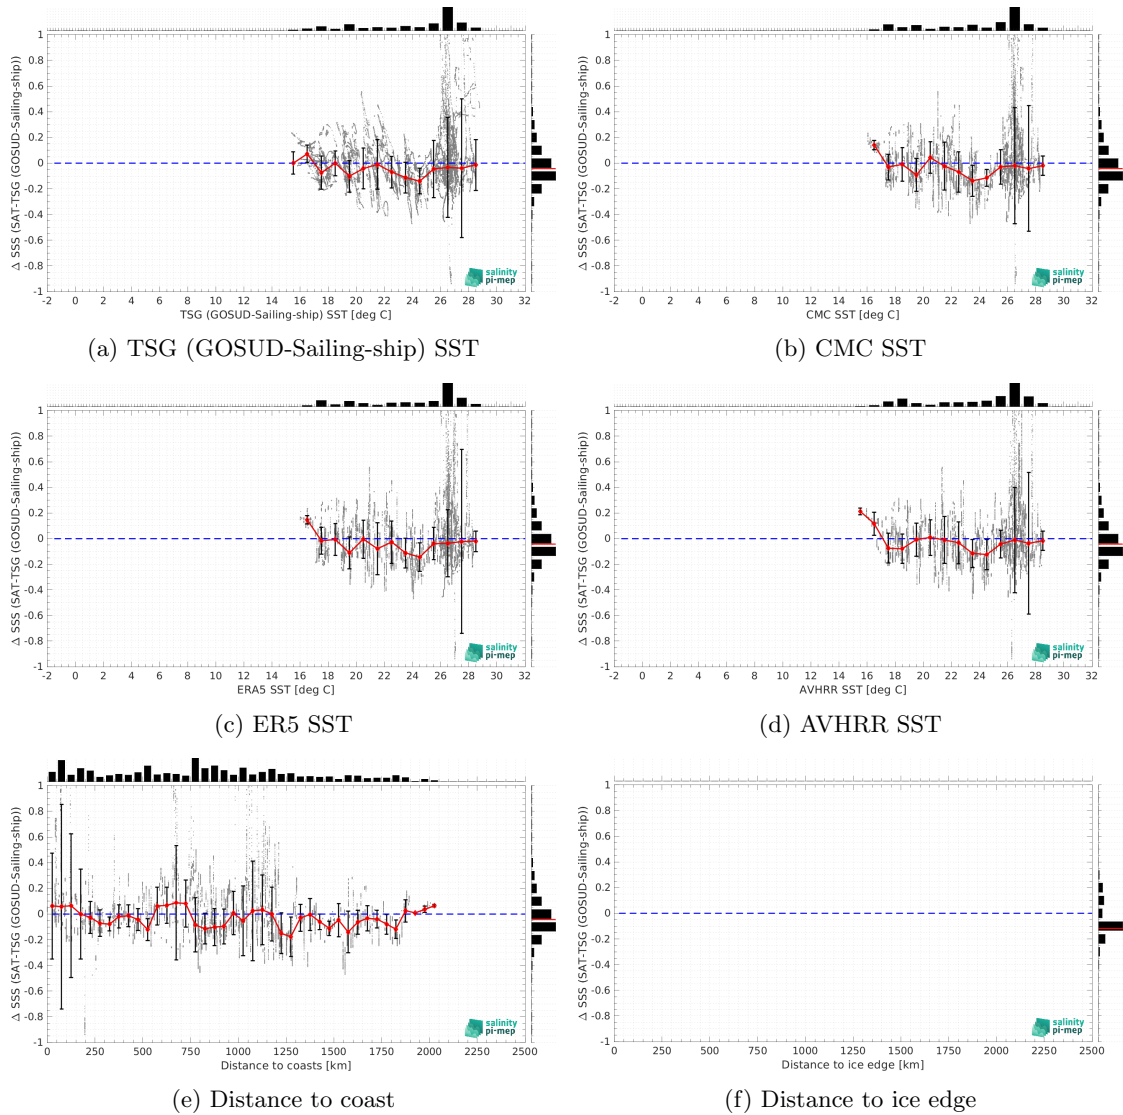 1
0.8
0.6
0.4
0.2
0
-0.2
-0.4
-0.6
-0.8
-1
Δ SSS (SAT-TSG (GOSUD-Sailing-ship))
salinity
pi-mep
-2 0 2 4 6 8 10 12 14 16 18 20 22 24 26 28 30 32
TSG (GOSUD-Sailing-ship) SST [deg C]
(a) TSG (GOSUD-Sailing-ship) SST
1
0.8
0.6
0.4
0.2
0
-0.2
-0.4
-0.6
-0.8
-1
Δ SSS (SAT-TSG (GOSUD-Sailing-ship))
salinity
pi-mep
-2 0 2 4 6 8 10 12 14 16 18 20 22 24 26 28 30 32
CMC SST [deg C]
(b) CMC SST
1
0.8
0.6
0.4
0.2
0
-0.2
-0.4
-0.6
-0.8
-1
Δ SSS (SAT-TSG (GOSUD-Sailing-ship))
salinity
pi-mep
-2 0 2 4 6 8 10 12 14 16 18 20 22 24 26 28 30 32
ERA5 SST [deg C]
(c) ER5 SST
1
0.8
0.6
0.4
0.2
0
-0.2
-0.4
-0.6
-0.8
-1
Δ SSS (SAT-TSG (GOSUD-Sailing-ship))
salinity
pi-mep
-2 0 2 4 6 8 10 12 14 16 18 20 22 24 26 28 30 32
AVHRR SST [deg C]
(d) AVHRR SST
1
0.8
0.6
0.4
0.2
0
-0.2
-0.4
-0.6
-0.8
-1
Δ SSS (SAT-TSG (GOSUD-Sailing-ship))
salinity
pi-mep
0 250 500 750 1000 1250 1500 1750 2000 2250 2500
Distance to coasts [km]
(e) Distance to coast
1
0.8
0.6
0.4
0.2
0
-0.2
-0.4
-0.6
-0.8
-1
Δ SSS (SAT-TSG (GOSUD-Sailing-ship))
salinity
pi-mep
0 250 500 750 1000 1250 1500 1750 2000 2250 2500
Distance to ice edge [km]
(f) Distance to ice edge